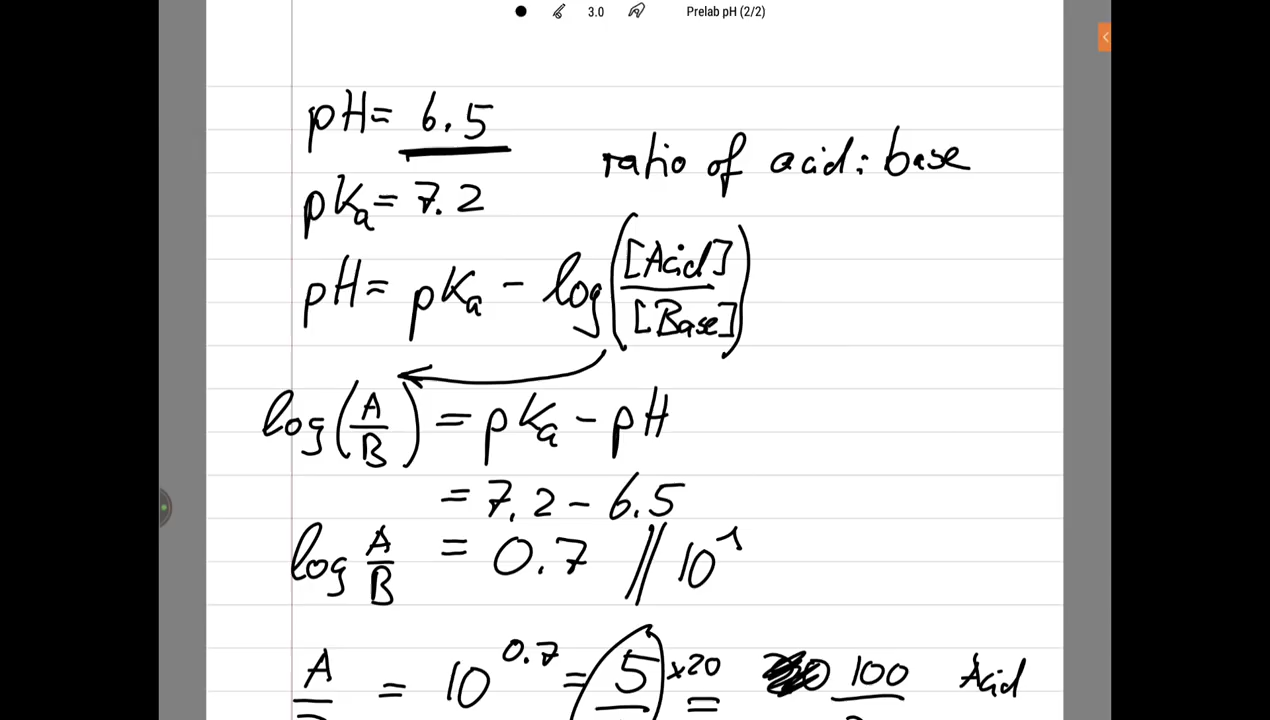 3.0 Prelab pH (2/2)
pH= 6.5
ratio of acid: base
pKa= 7.2
pH= pKa - log([Acid]/[Base])
log(A/B) = pKa - pH
= 7.2 - 6.5
log A/B = 0.7 // 10^
A = 10^0.7 = 5 x20 = 100 Acid